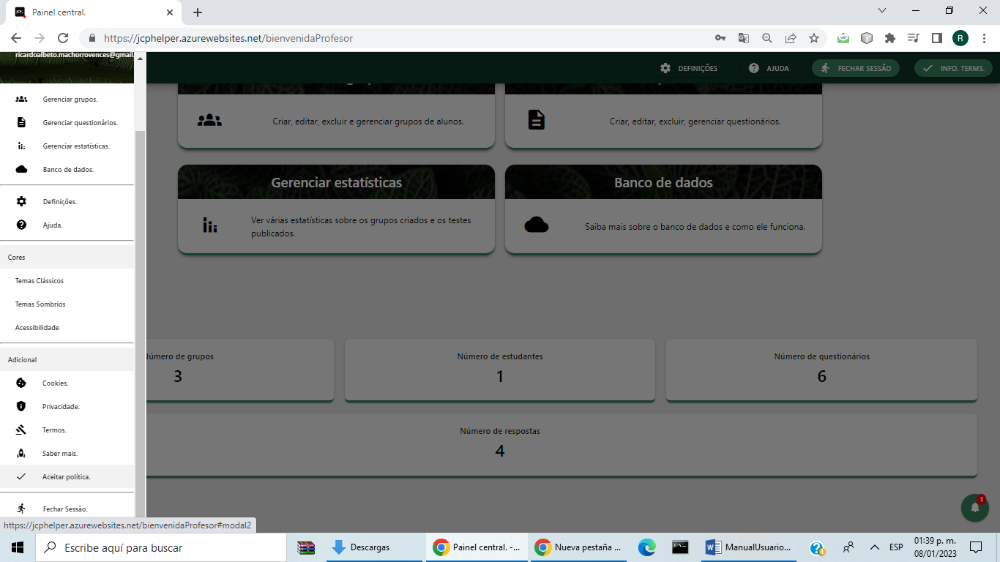 Painel central.
https://jcphelper.azurewebsites.net/bienvenidaProfesor
R
ricardoalbeto.machorrovences@gmail.
DEFINIÇÕES
AJUDA
FECHAR SESSÃO
INFO. TERMS.
Gerenciar grupos.
Gerenciar questionários.
Gerenciar estatísticas.
Banco de dados.
Definições.
Ajuda.
Cores
Temas Clássicos
Temas Sombrios
Acessibilidade
Adicional
Cookies.
Privacidade.
Termos.
Saber mais.
Aceitar política.
Fechar Sessão.
Criar, editar, excluir e gerenciar grupos de alunos.
Criar, editar, excluir, gerenciar questionários.
Gerenciar estatísticas
Ver várias estatísticas sobre os grupos criados e os testes
publicados.
Banco de dados
Saiba mais sobre o banco de dados e como ele funciona.
Número de grupos
3
Número de estudantes
1
Número de questionários
6
Número de respostas
4
1
https://jcphelper.azurewebsites.net/bienvenidaProfesor#modal2
Escribe aquí para buscar
Descargas
Painel central. -...
Nueva pestaña ...
ManualUsuario...
ESP
01:39 p. m.
08/01/2023